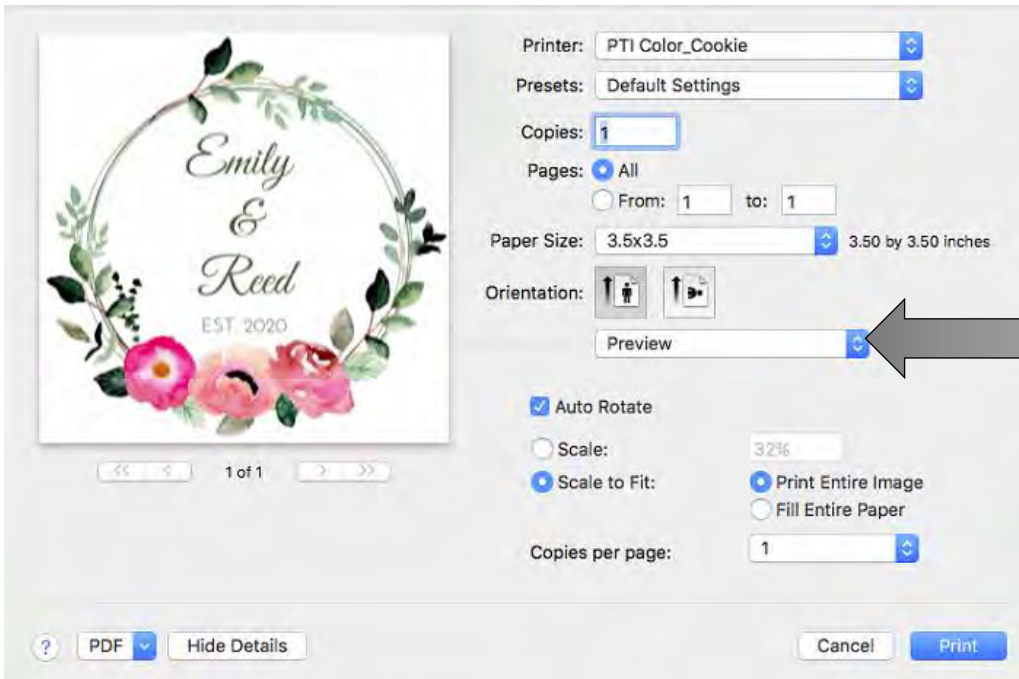 Emily
&
Reed
EST. 2020
<< < 1 of 1 > >>
Printer: PTI Color_Cookie
Presets: Default Settings
Copies: 1
Pages: All
From: 1 to: 1
Paper Size: 3.5x3.5 3.50 by 3.50 inches
Orientation:
Preview
Auto Rotate
Scale: 32%
Scale to Fit: Print Entire Image
Fill Entire Paper
Copies per page: 1
? PDF Hide Details Cancel Print